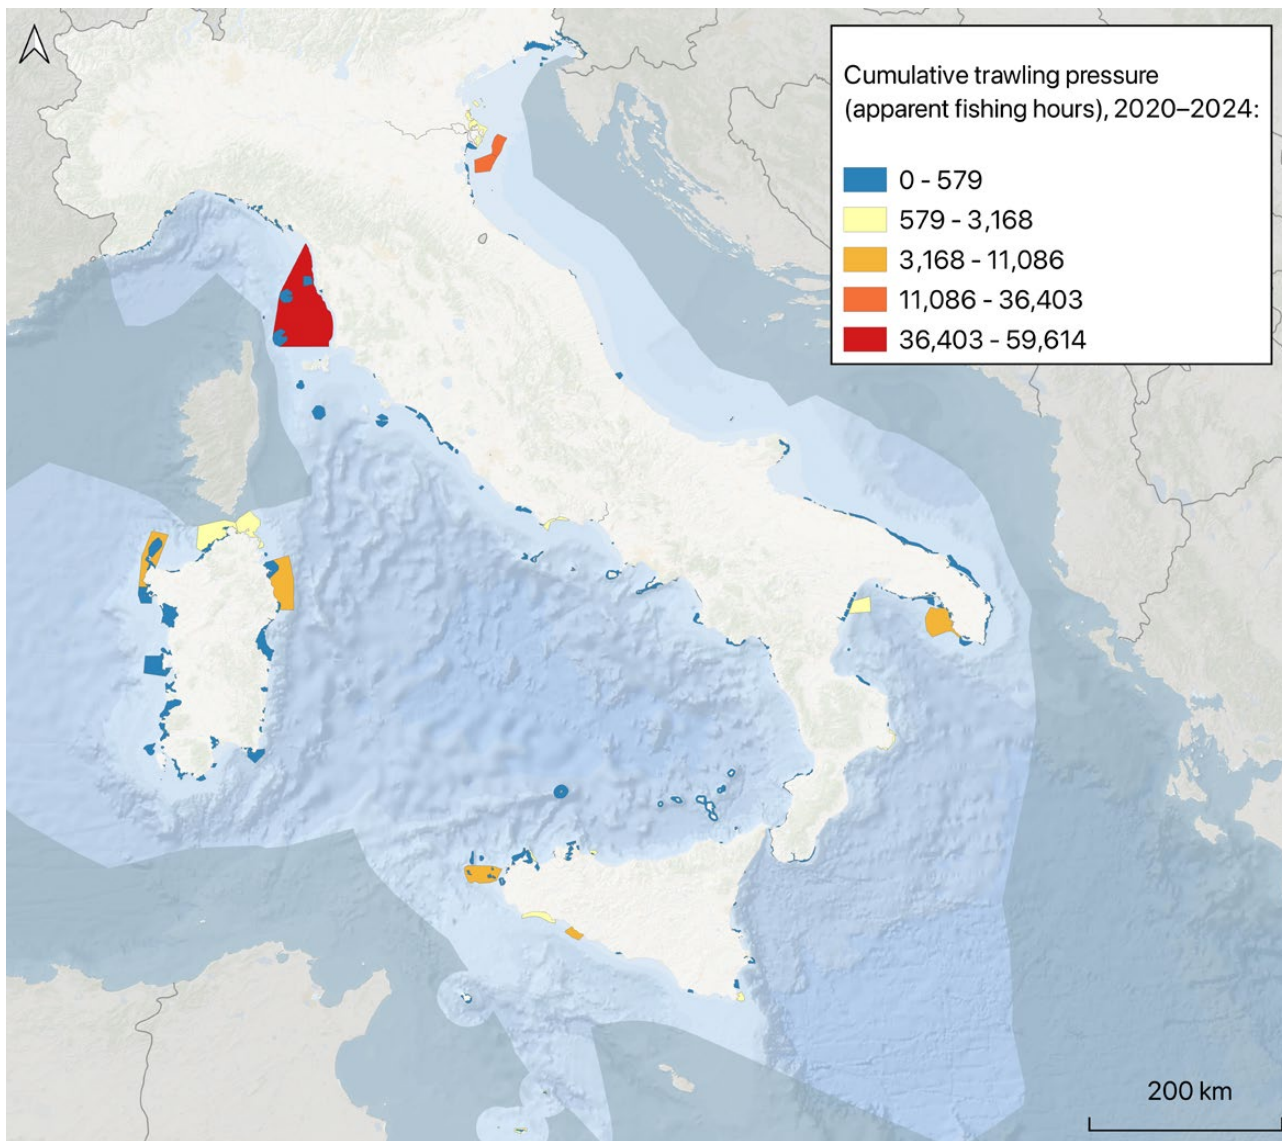 Cumulative trawling pressure
(apparent fishing hours), 2020–2024:
0 - 579
579 - 3,168
3,168 - 11,086
11,086 - 36,403
36,403 - 59,614
200 km